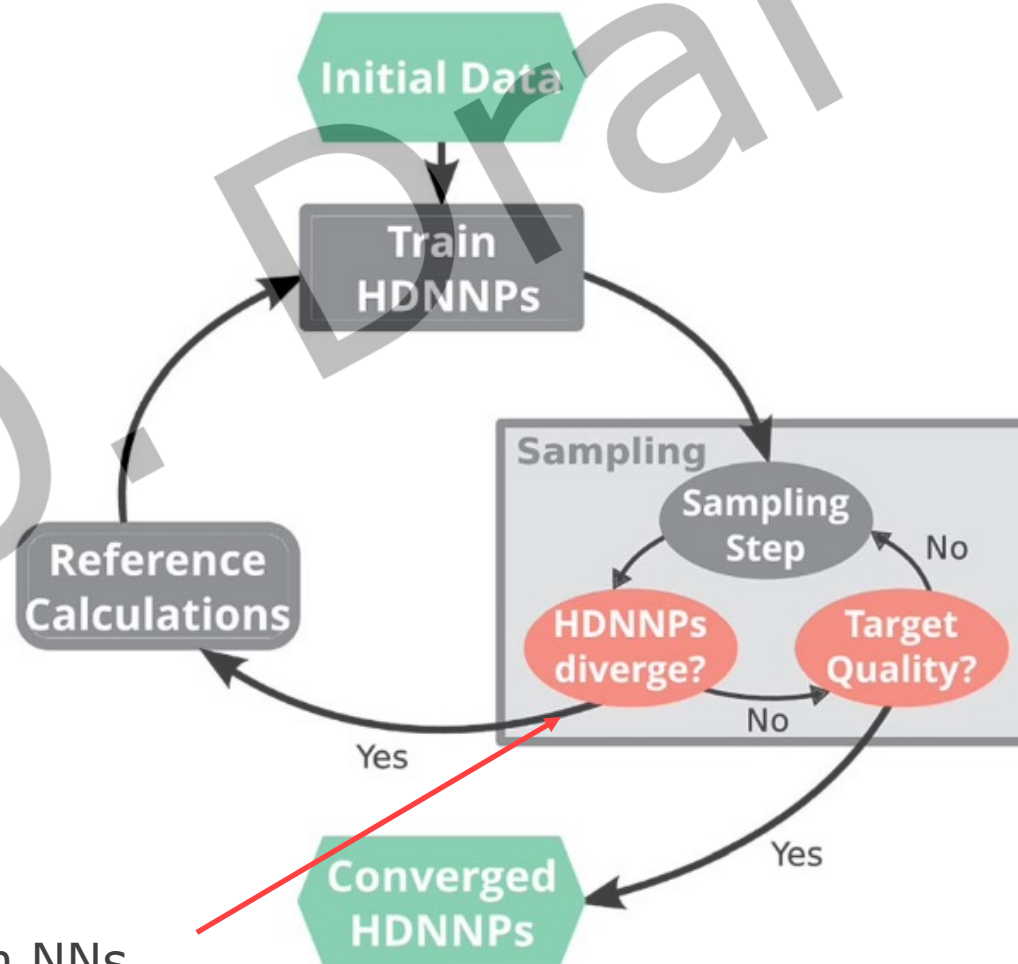 Initial Data
Train
HDNNPs
Sampling
Sampling
Step
No
HDNNPs
diverge?
Target
Quality?
No
Reference
Calculations
Yes
Yes
Converged
HDNNPs
NNs